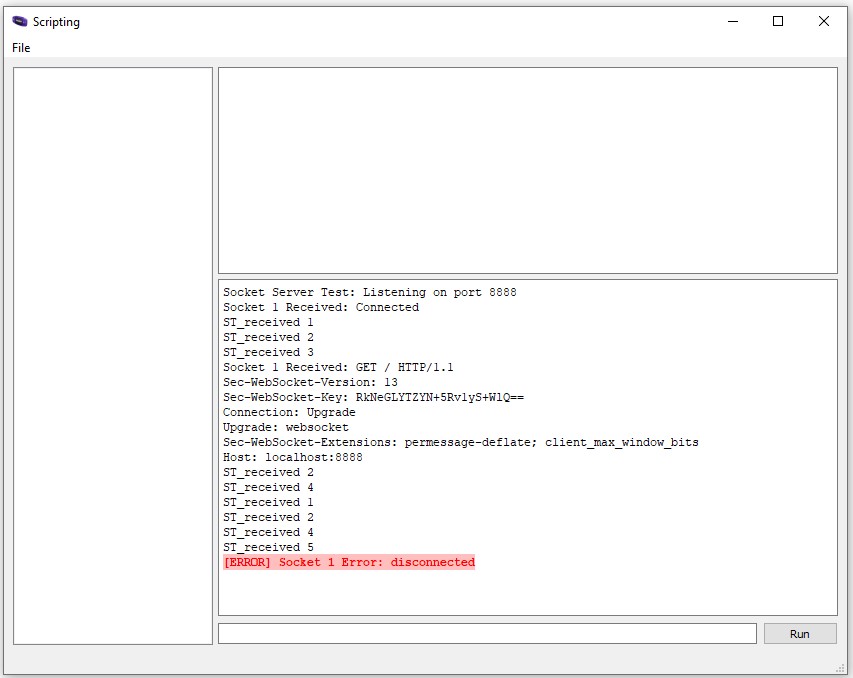 Scripting
File
Socket Server Test: Listening on port 8888
Socket 1 Received: Connected
ST_received 1
ST_received 2
ST_received 3
Socket 1 Received: GET / HTTP/1.1
Sec-WebSocket-Version: 13
Sec-WebSocket-Key: RkNeGLYTZYN+5Rv1yS+W1Q==
Connection: Upgrade
Upgrade: websocket
Sec-WebSocket-Extensions: permessage-deflate; client_max_window_bits
Host: localhost:8888
ST_received 2
ST_received 4
ST_received 1
ST_received 2
ST_received 4
ST_received 5
[ERROR] Socket 1 Error: disconnected
Run